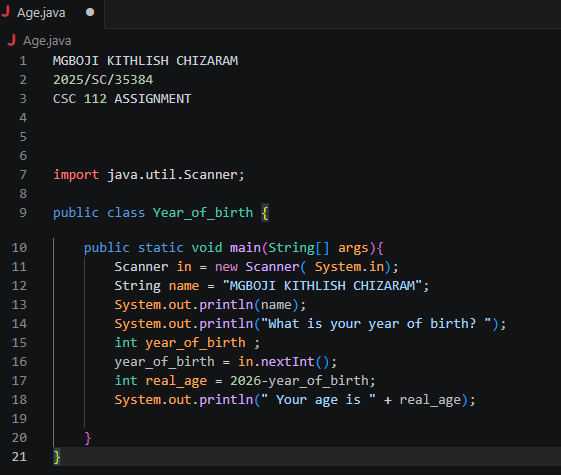 Age.java
Age.java
1 MGBOJI KITHLISH CHIZARAM
2 2025/SC/35384
3 CSC 112 ASSIGNMENT
4
5
6
7 import java.util.Scanner;
8
9 public class Year_of_birth {
10     public static void main(String[] args){
11         Scanner in = new Scanner( System.in);
12         String name = "MGBOJI KITHLISH CHIZARAM";
13         System.out.println(name);
14         System.out.println("What is your year of birth? ");
15         int year_of_birth ;
16         year_of_birth = in.nextInt();
17         int real_age = 2026-year_of_birth;
18         System.out.println(" Your age is " + real_age);
19
20     }
21 }